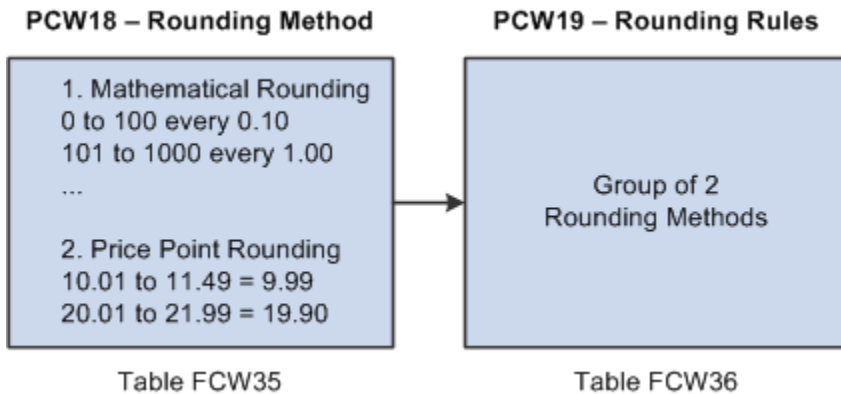 PCW18 – Rounding Method
1. Mathematical Rounding
0 to 100 every 0.10
101 to 1000 every 1.00
...
2. Price Point Rounding
10.01 to 11.49 = 9.99
20.01 to 21.99 = 19.90
Table FCW35
PCW19 – Rounding Rules
Group of 2
Rounding Methods
Table FCW36